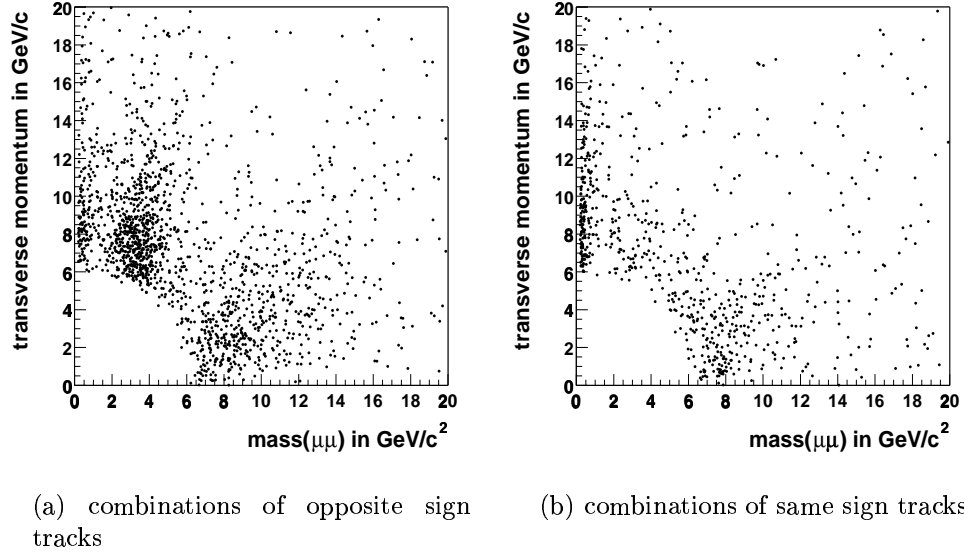 transverse momentum in GeV/c
20
18
16
14
12
10
8
6
4
2
0
0 2 4 6 8 10 12 14 16 18 20
mass(μμ) in GeV/c²
transverse momentum in GeV/c
20
18
16
14
12
10
8
6
4
2
0
0 2 4 6 8 10 12 14 16 18 20
mass(μμ) in GeV/c²
(a) combinations of opposite sign
tracks
(b) combinations of same sign tracks